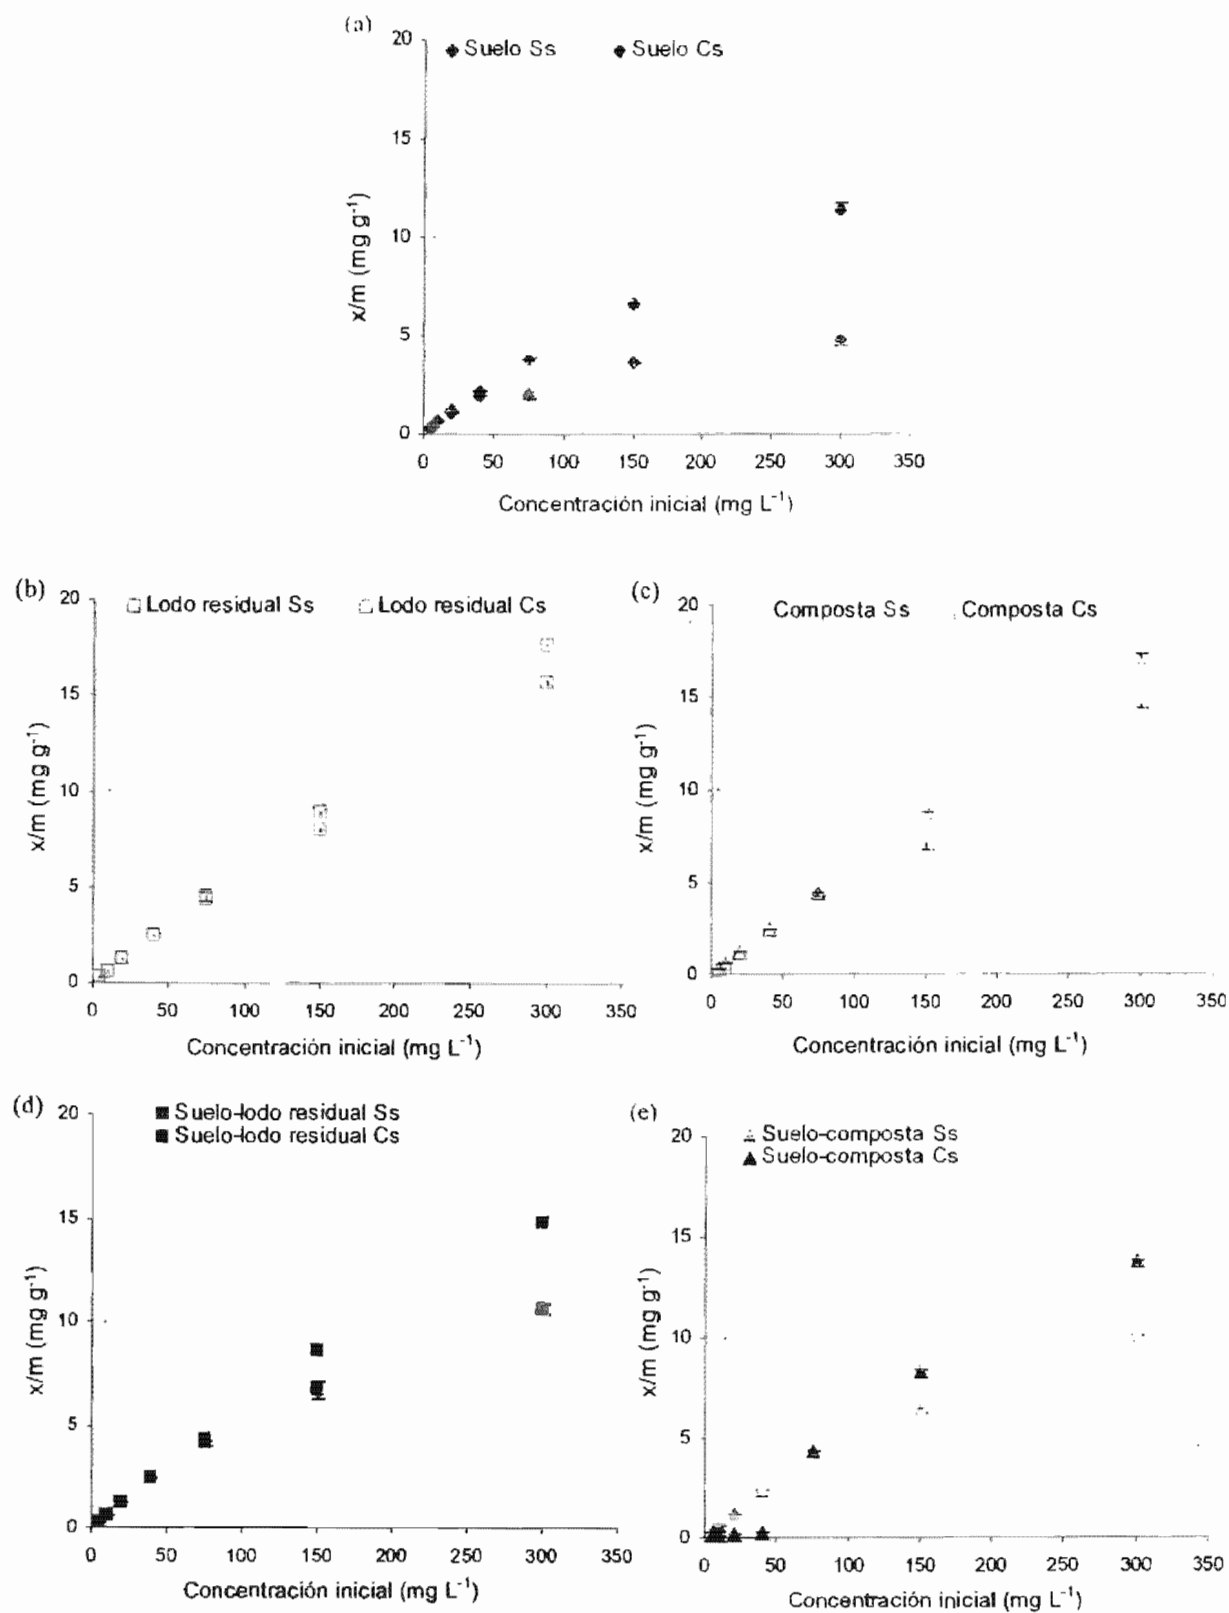 (a)
20
Suelo Ss Suelo Cs
15
10
5
0
x/m (mg g⁻¹)
0 50 100 150 200 250 300 350
Concentración inicial (mg L⁻¹)
(b)
20
Lodo residual Ss Lodo residual Cs
15
10
5
0
x/m (mg g⁻¹)
0 50 100 150 200 250 300 350
Concentración inicial (mg L⁻¹)
(c)
20
Composta Ss Composta Cs
15
10
5
0
x/m (mg g⁻¹)
0 50 100 150 200 250 300 350
Concentración inicial (mg L⁻¹)
(d)
20
Suelo-lodo residual Ss
Suelo-lodo residual Cs
15
10
5
0
x/m (mg g⁻¹)
0 50 100 150 200 250 300 350
Concentración inicial (mg L⁻¹)
(e)
20
Suelo-composta Ss
Suelo-composta Cs
15
10
5
0
x/m (mg g⁻¹)
0 50 100 150 200 250 300 350
Concentración inicial (mg L⁻¹)